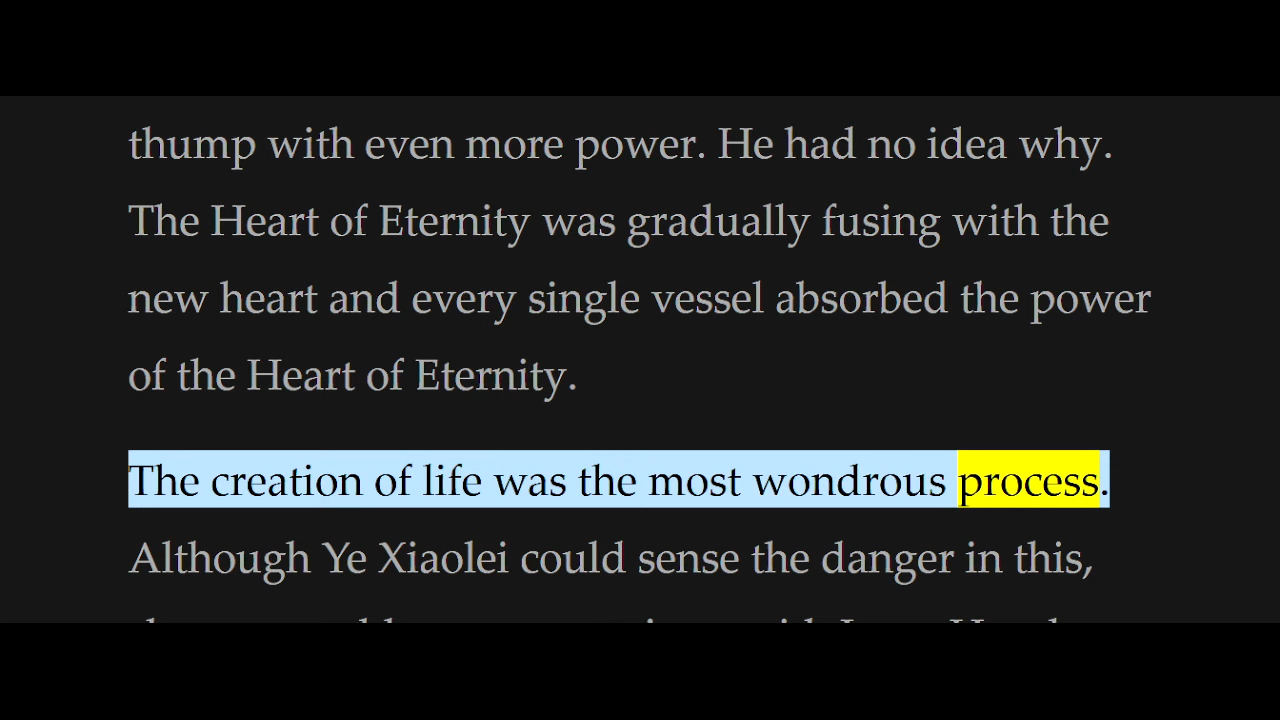 thump with even more power. He had no idea why.
The Heart of Eternity was gradually fusing with the
new heart and every single vessel absorbed the power
of the Heart of Eternity.
The creation of life was the most wondrous process.
Although Ye Xiaolei could sense the danger in this,